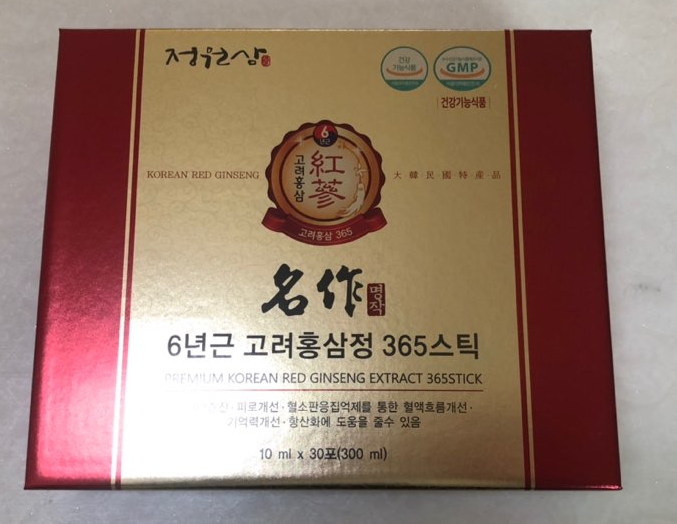 정원삼
건강
기능식품
GMP
건강기능식품
6
년근
고려홍삼
紅蔘
KOREAN RED GINSENG
大韓民國特産品
고려홍삼 365
名作
명작
6년근 고려홍삼정 365스틱
PREMIUM KOREAN RED GINSENG EXTRACT 365STICK
·피로개선·혈소판응집억제를 통한 혈액흐름개선·
기억력개선·항산화에 도움을 줄수 있음
10 ml x 30포(300 ml)